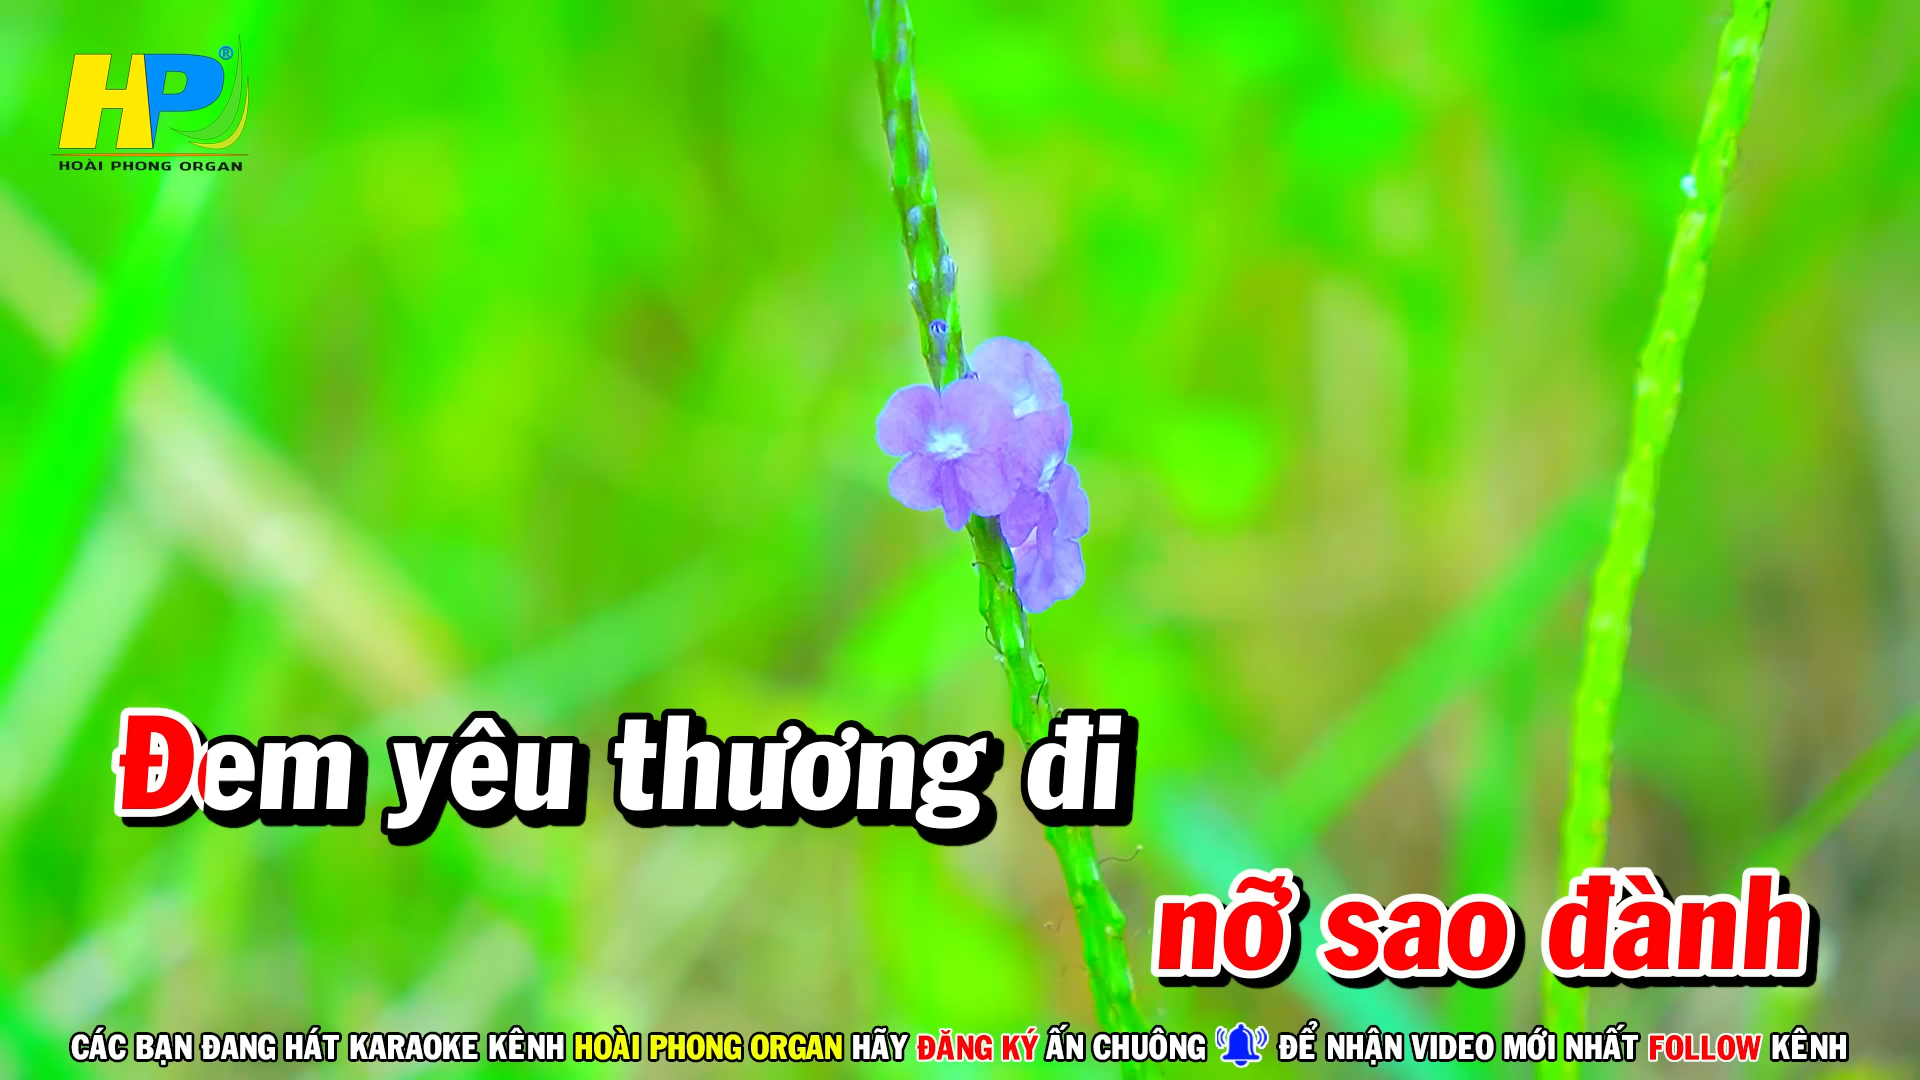 HP®
HOÀI PHONG ORGAN
Đem yêu thương đi
nỡ sao đành
CÁC BẠN ĐANG HÁT KARAOKE KÊNH HOÀI PHONG ORGAN HÃY ĐĂNG KÝ ẤN CHUÔNG ĐỂ NHẬN VIDEO MỚI NHẤT FOLLOW KÊNH